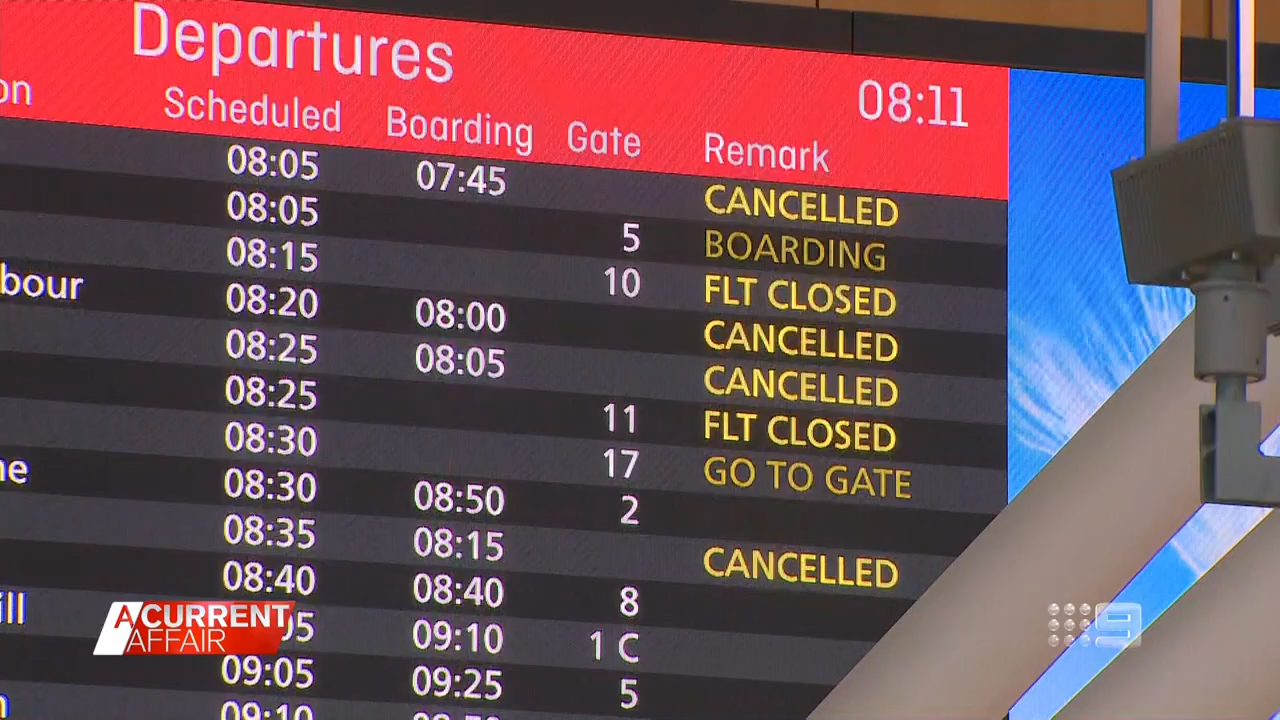 Departures 08:11
on Scheduled Boarding Gate Remark
08:05 07:45 CANCELLED
08:05 5 BOARDING
08:15 10 FLT CLOSED
bour 08:20 08:00 CANCELLED
08:25 08:05 CANCELLED
08:25 11 FLT CLOSED
08:30 17 GO TO GATE
ne 08:30 08:50 2
08:35 08:15 CANCELLED
08:40 08:40 8
ill 05 09:10 1 C
09:05 09:25 5
09:10
A CURRENT
AFFAIR
9